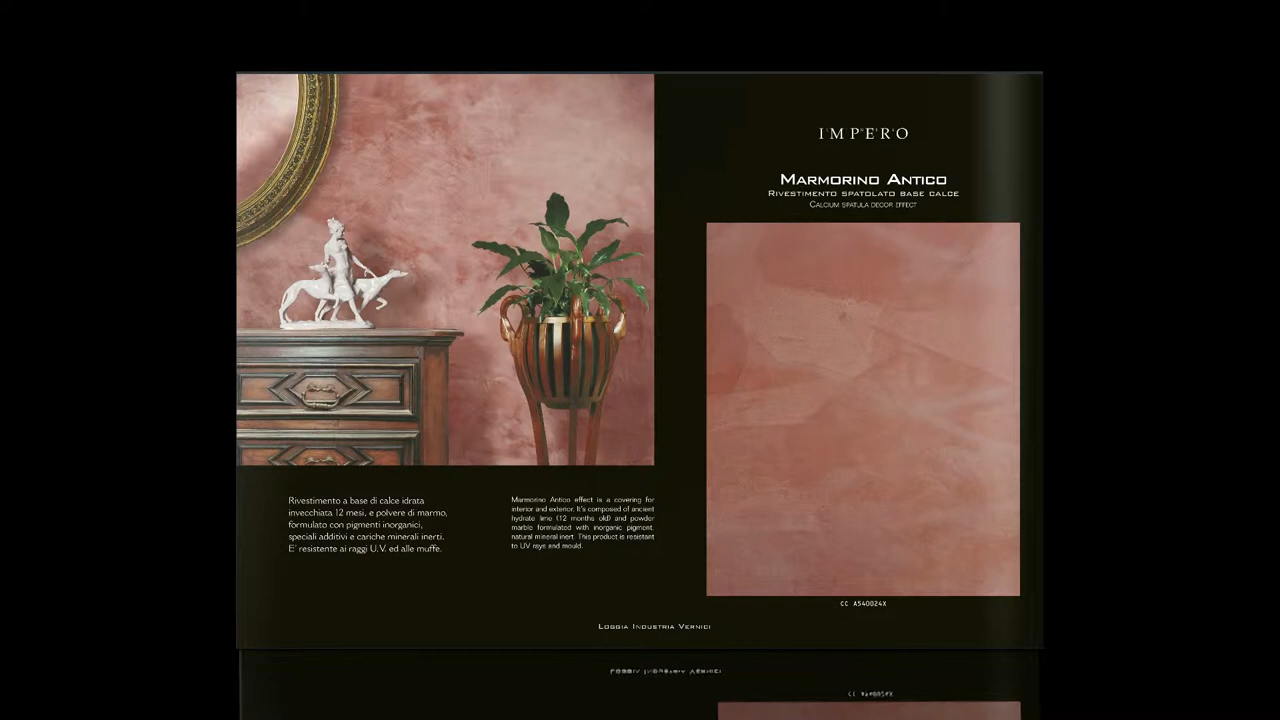 IMPERO
Marmorino Antico
Rivestimento spatolato base calce
Calcium spatula decor effect
Rivestimento a base di calce idrata
invecchiata 12 mesi, e polvere di marmo,
formulato con pigmenti inorganici,
speciali additivi e cariche minerali inerti.
E' resistente ai raggi U.V. ed alle muffe.
Marmorino Antico effect is a covering for
interior and exterior. It's composed of ancient
hydrate lime (12 months old) and powder
marble formulated with inorganic pigment,
natural mineral inert. This product is resistant
to UV rays and mould.
CC A540024X
Loggia Industria Vernici